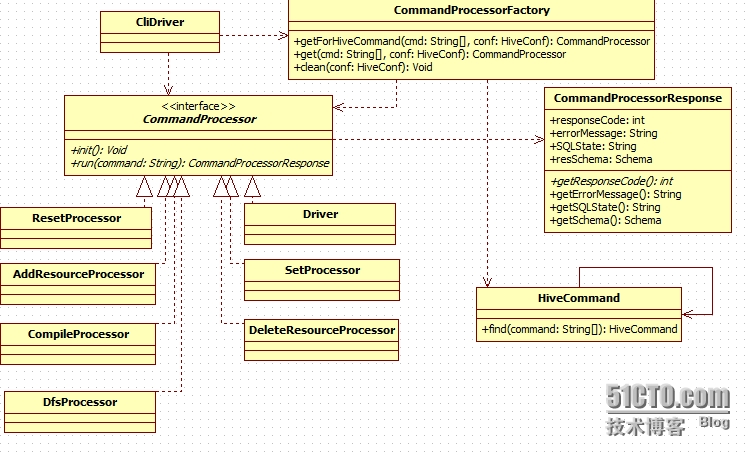 CliDriver
CommandProcessorFactory
+getForHiveCommand(cmd: String[], conf: HiveConf): CommandProcessor
+get(cmd: String[], conf: HiveConf): CommandProcessor
+clean(conf: HiveConf): Void
<<interface>>
CommandProcessor
+init(): Void
+run(command: String): CommandProcessorResponse
CommandProcessorResponse
+responseCode: int
+errorMessage: String
+SQLState: String
+resSchema: Schema
+getResponseCode(): int
+getErrorMessage(): String
+getSQLState(): String
+getSchema(): Schema
ResetProcessor
Driver
AddResourceProcessor
SetProcessor
HiveCommand
+find(command: String[]): HiveCommand
CompileProcessor
DeleteResourceProcessor
DfsProcessor
51CTO.com
技术博客 Blog